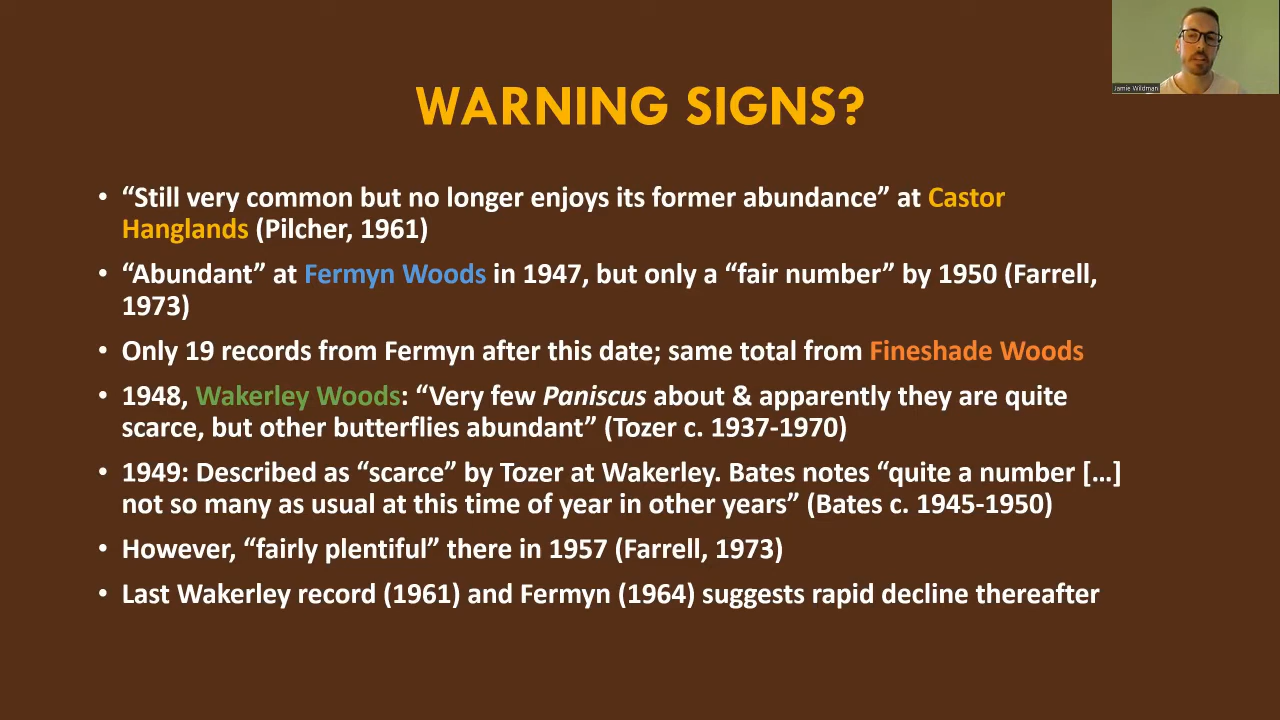 Jamie Wildman
WARNING SIGNS?
• “Still very common but no longer enjoys its former abundance” at Castor
Hanglands (Pilcher, 1961)
• “Abundant” at Fermyn Woods in 1947, but only a “fair number” by 1950 (Farrell,
1973)
• Only 19 records from Fermyn after this date; same total from Fineshade Woods
• 1948, Wakerley Woods: “Very few Paniscus about & apparently they are quite
scarce, but other butterflies abundant” (Tozer c. 1937-1970)
• 1949: Described as “scarce” by Tozer at Wakerley. Bates notes “quite a number […]
not so many as usual at this time of year in other years” (Bates c. 1945-1950)
• However, “fairly plentiful” there in 1957 (Farrell, 1973)
• Last Wakerley record (1961) and Fermyn (1964) suggests rapid decline thereafter